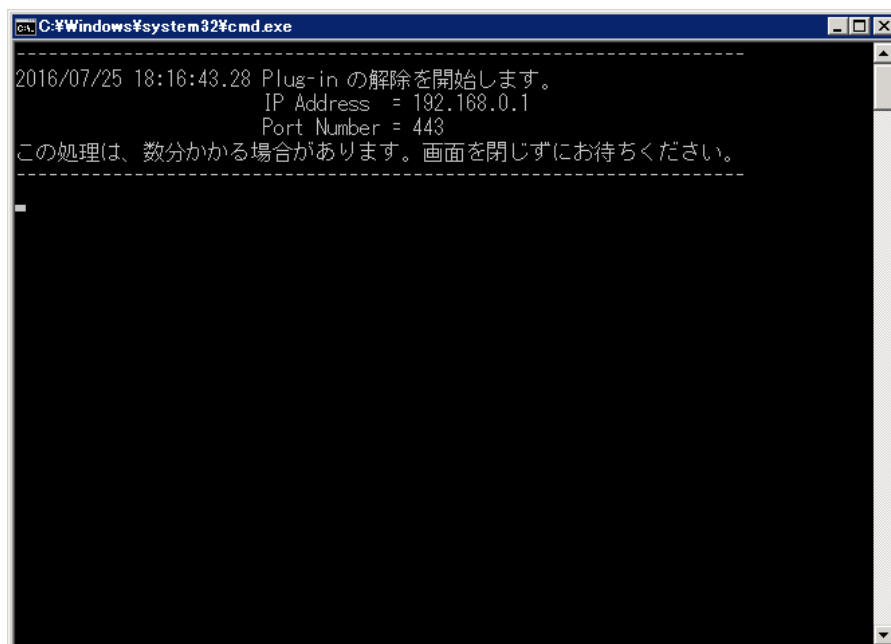 C:¥Windows¥system32¥cmd.exe
--------------------------------------------------------------------
2016/07/25 18:16:43.28 Plug-in の解除を開始します。
IP Address  = 192.168.0.1
Port Number = 443
この処理は、数分かかる場合があります。画面を閉じずにお待ちください。
--------------------------------------------------------------------